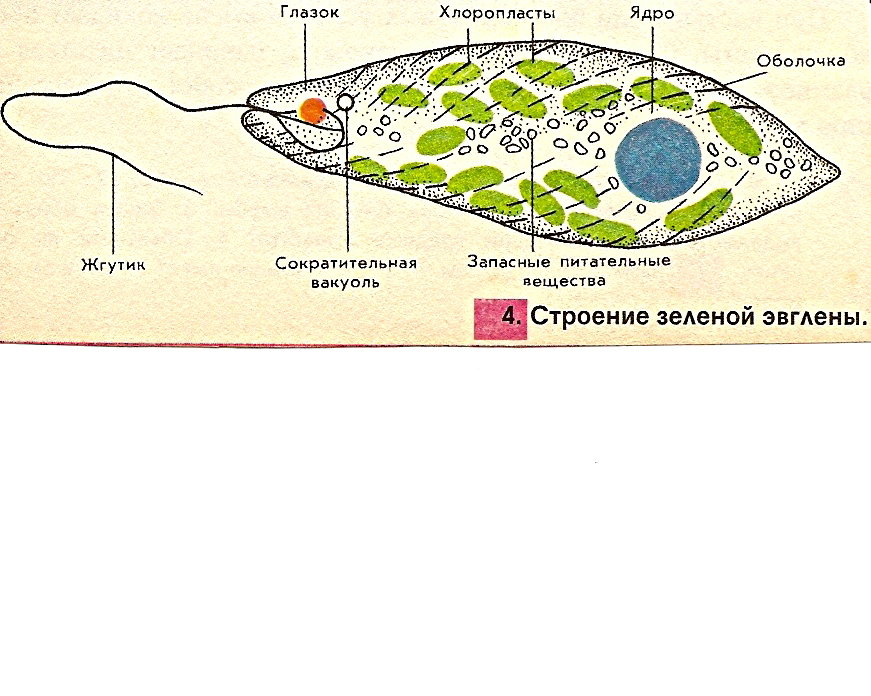 Глазок
Хлоропласты
Ядро
Оболочка
Жгутик
Сократительная
вакуоль
Запасные питательные
вещества
4. Строение зеленой эвглены.